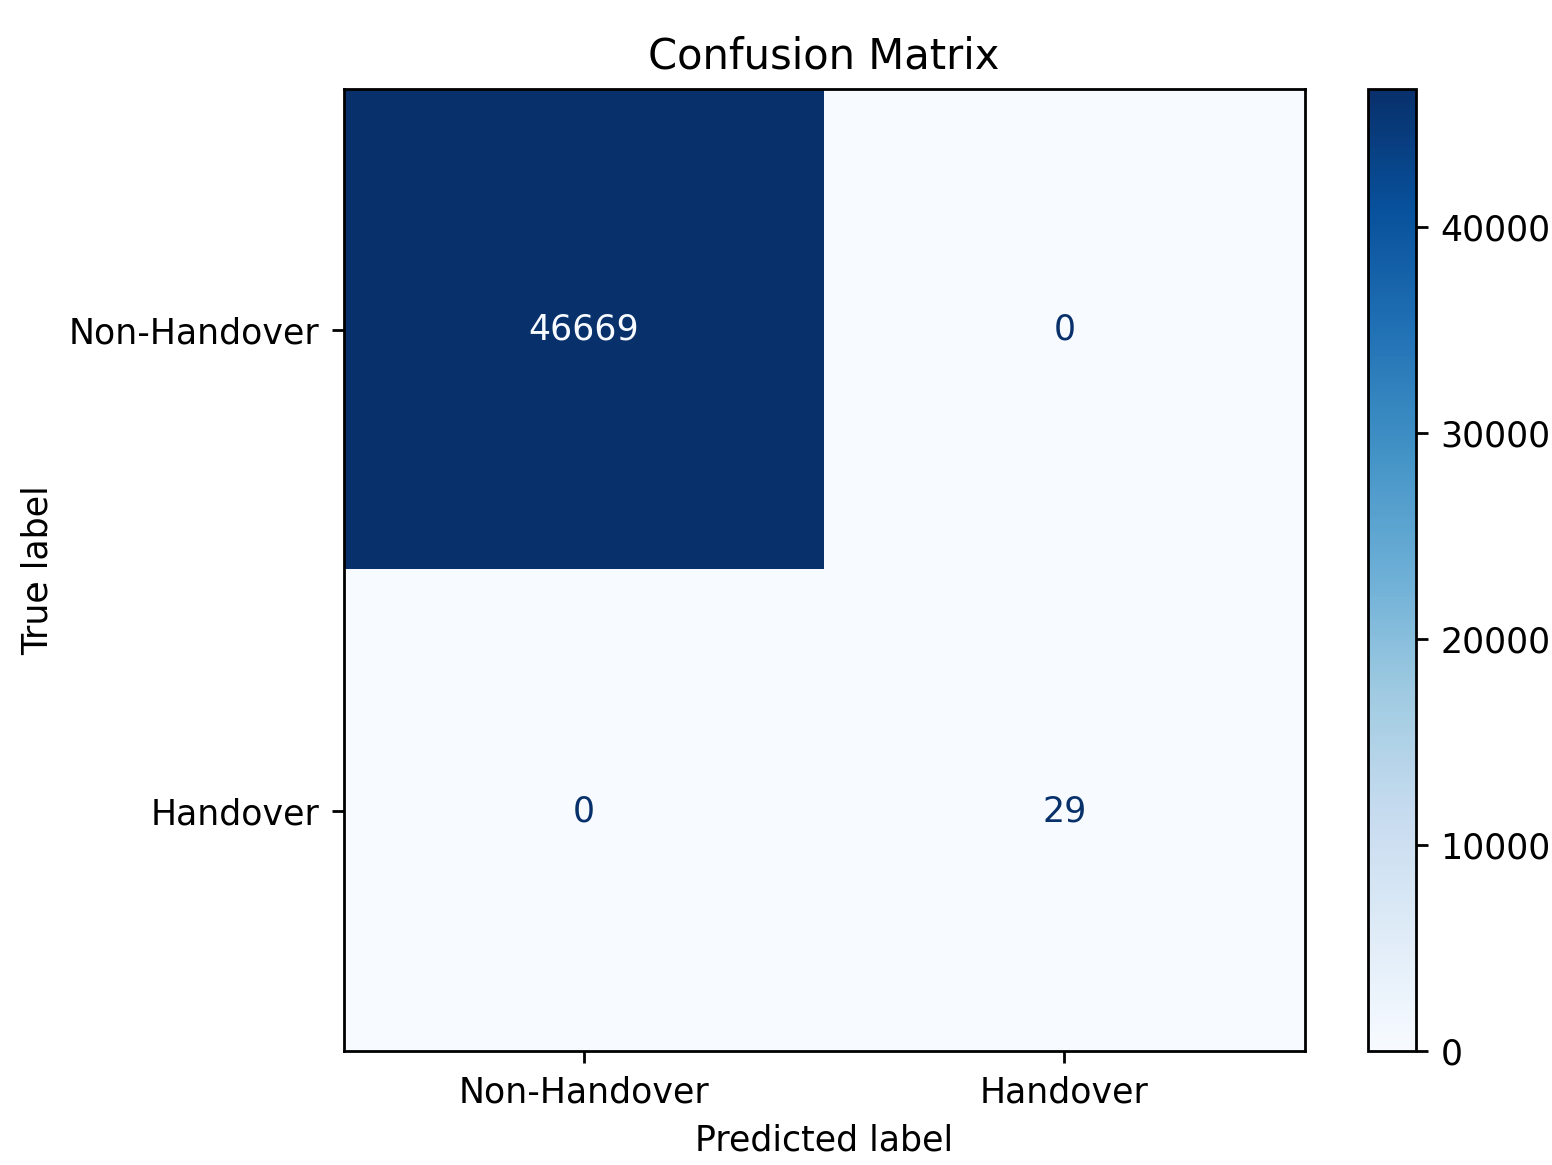 Confusion Matrix
Non-Handover
46669
0
40000
30000
20000
10000
0
True label
Handover
0
29
Non-Handover
Handover
Predicted label